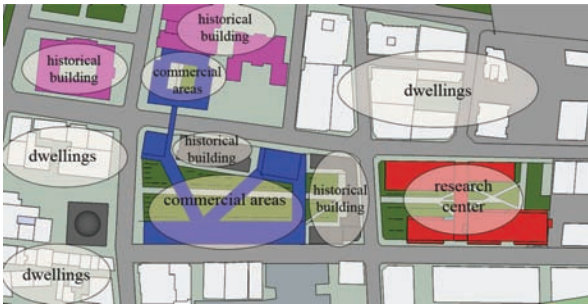 historical
building
historical
building
commercial
areas
dwellings
dwellings
historical
building
commercial areas
historical
building
research
center
dwellings